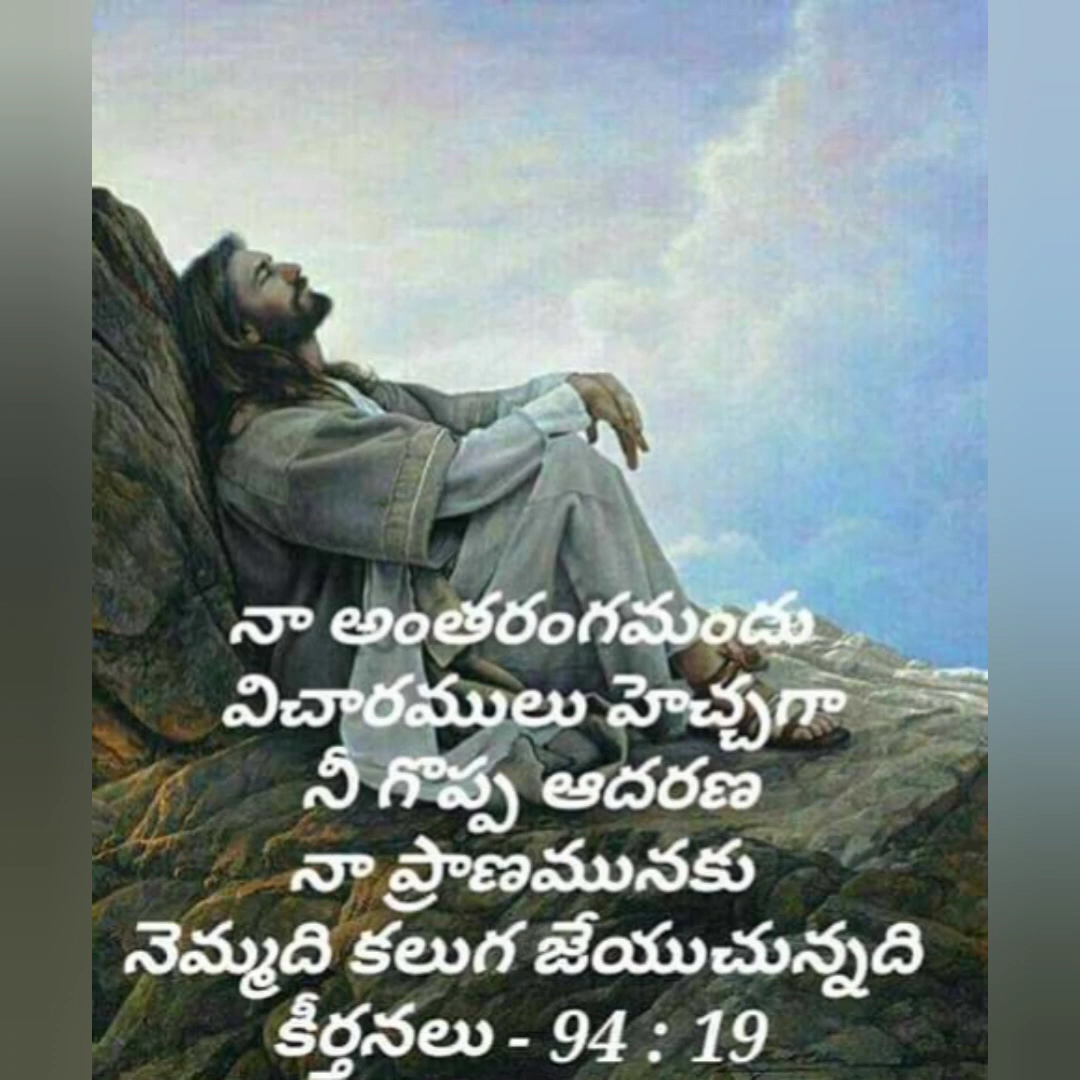 నా అంతరంగమందు
విచారములు హెచ్చగా
నీ గొప్ప ఆదరణ
నా ప్రాణమునకు
నెమ్మది కలుగ జేయుచున్నది
కీర్తనలు - 94 : 19